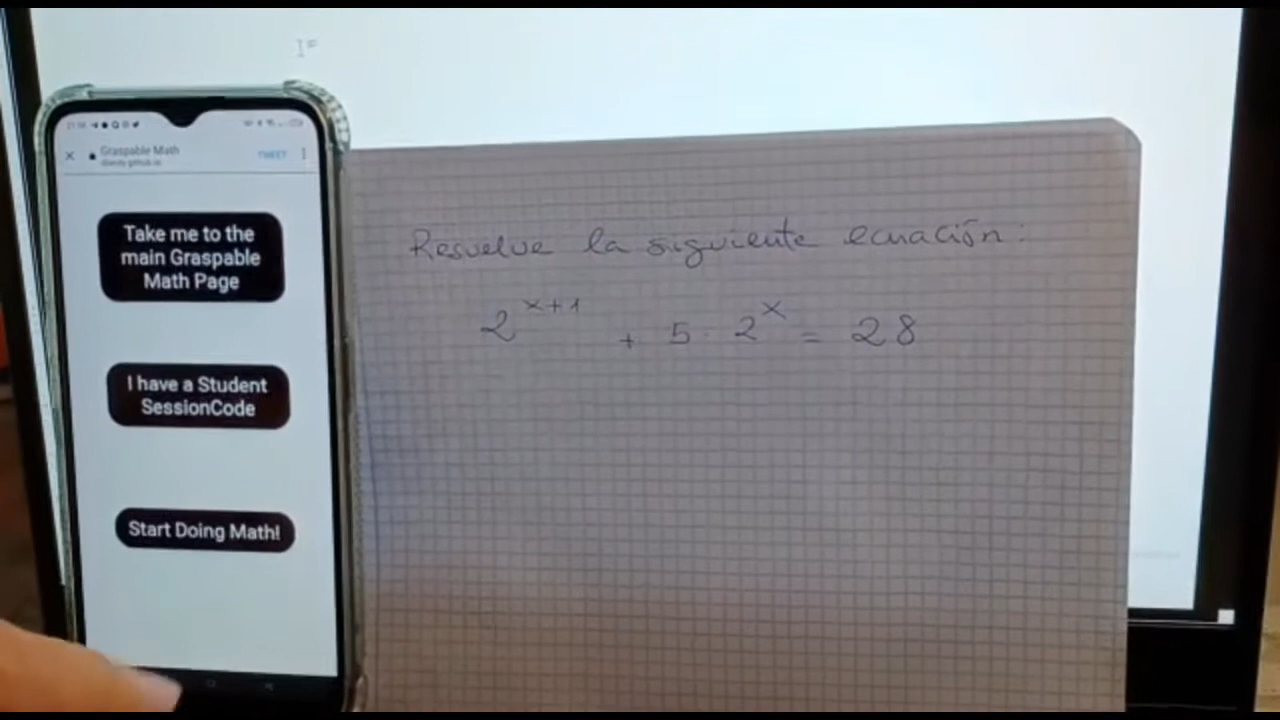 Graspable Math
TWEET
Take me to the
main Graspable
Math Page
I have a Student
SessionCode
Start Doing Math!
Resuelve la siguiente ecuación:
2^{x+1} + 5 · 2^x = 28